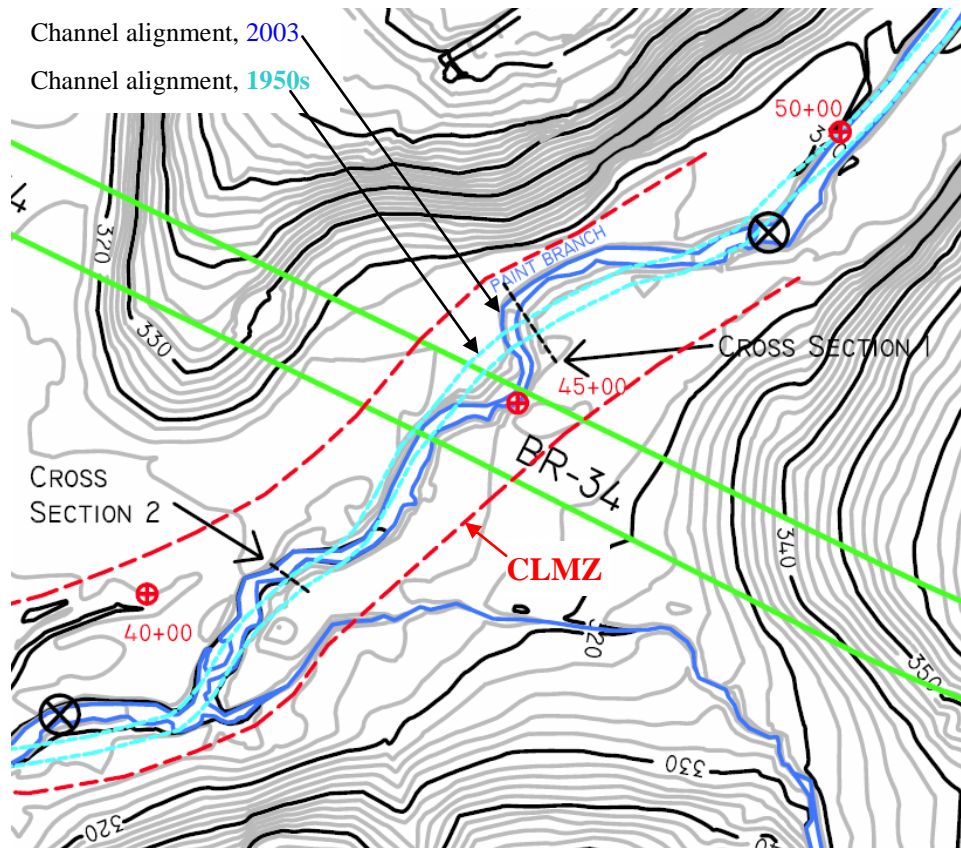 Channel alignment, 2003
Channel alignment, 1950s
50+00
4
320
PAINT BRANCH
330
CROSS SECTION 1
45+00
BR-34
CROSS
SECTION 2
340
CLMZ
40+00
320
350
330
320